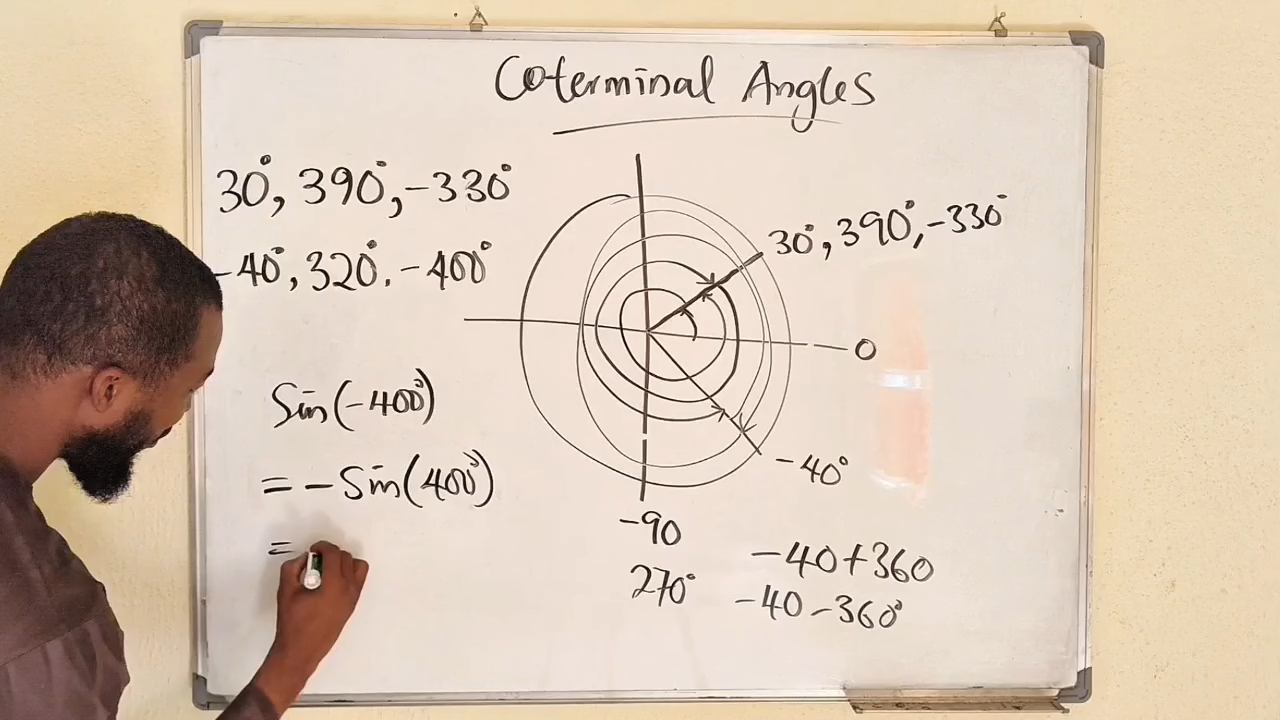 Coterminal Angles
30°, 390°, -330°
-40°, 320°. -400°
30°, 390°, -330°
0
-40°
-90
270°
-40+360
-40-360°
Sin(-400°)
= -Sin(400°)
=